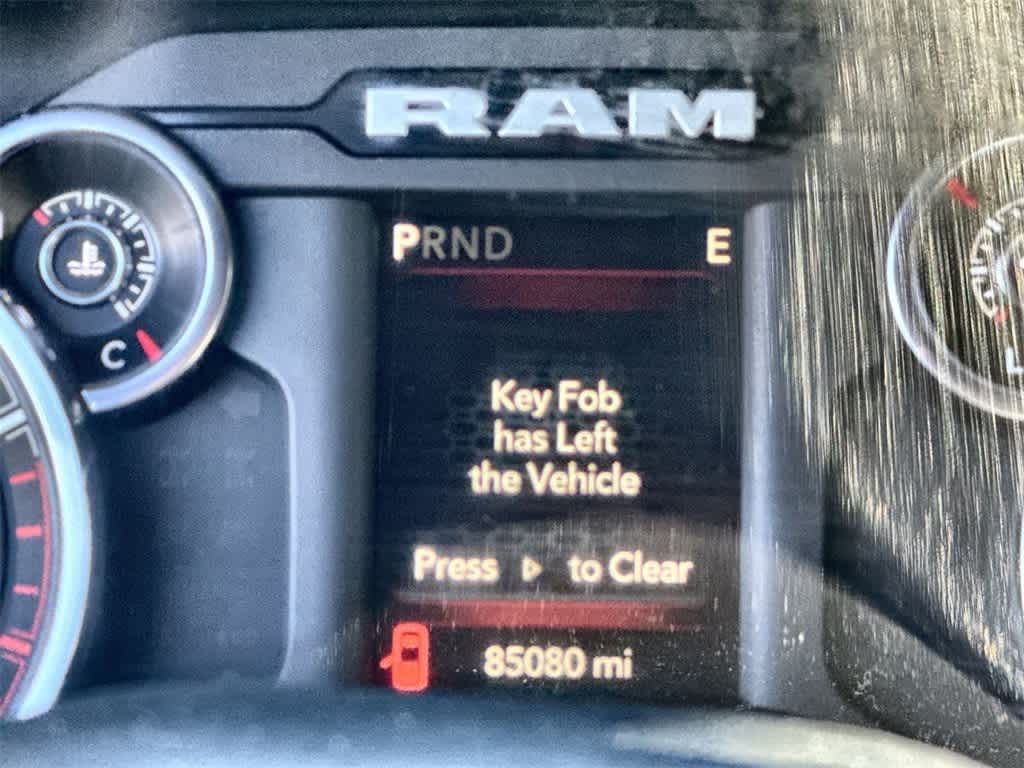 RAM
PRND E
C
Key Fob
has Left
the Vehicle
Press ▷ to Clear
85080 mi
L